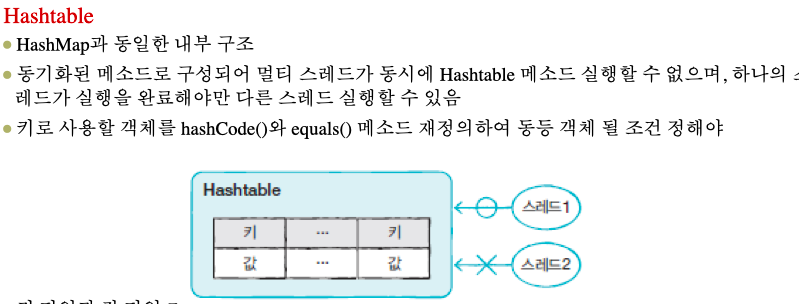 Hashtable
HashMap과 동일한 내부 구조
동기화된 메소드로 구성되어 멀티 스레드가 동시에 Hashtable 메소드 실행할 수 없으며, 하나의
레드가 실행을 완료해야만 다른 스레드 실행할 수 있음
키로 사용할 객체를 hashCode()와 equals() 메소드 재정의하여 동등 객체 될 조건 정해야
Hashtable
키 ... 키
값 ... 값
스레드1
스레드2